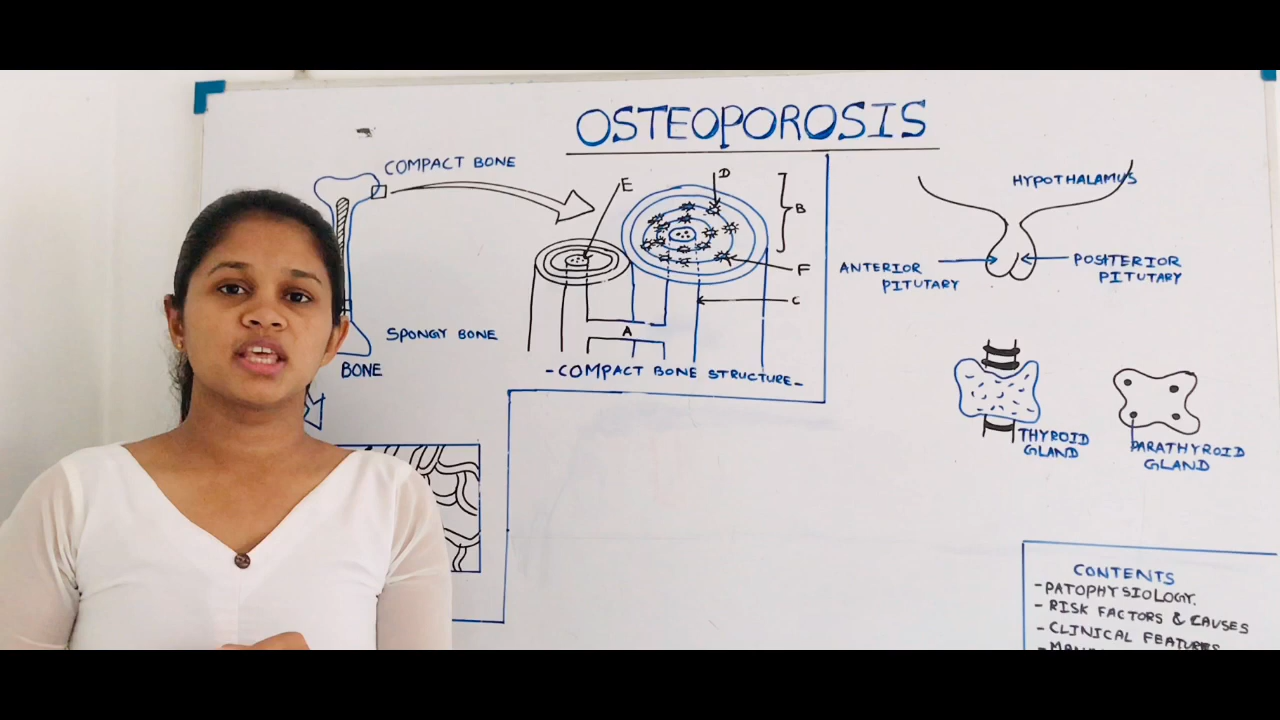 OSTEOPOROSIS
COMPACT BONE
SPONGY BONE
BONE
E
D
B
F
C
A
-COMPACT BONE STRUCTURE-
HYPOTHALAMUS
ANTERIOR
PITUTARY
POSITERIOR
PITUTARY
THYROID
GLAND
PARATHYROID
GLAND
CONTENTS
-PATOPHYSIOLOGY.
- RISK FACTORS & CAUSES
- CLINICAL FEATURES